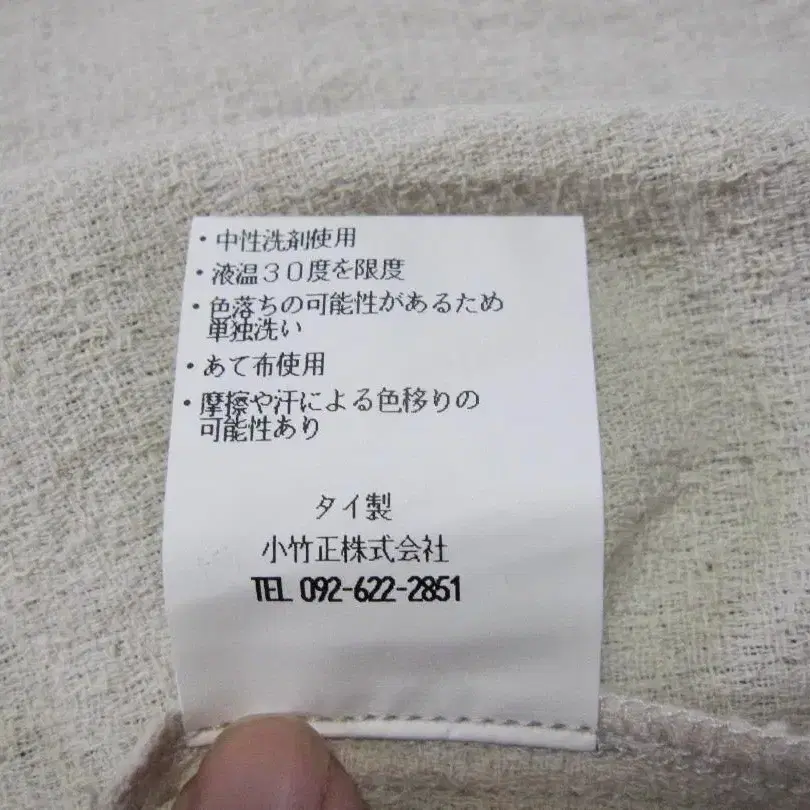 ・中性洗剤使用
・液温30度を限度
・色落ちの可能性があるため
単独洗い
・あて布使用
・摩擦や汗による色移りの
可能性あり
タイ製
小竹正株式会社
TEL 092-622-2851